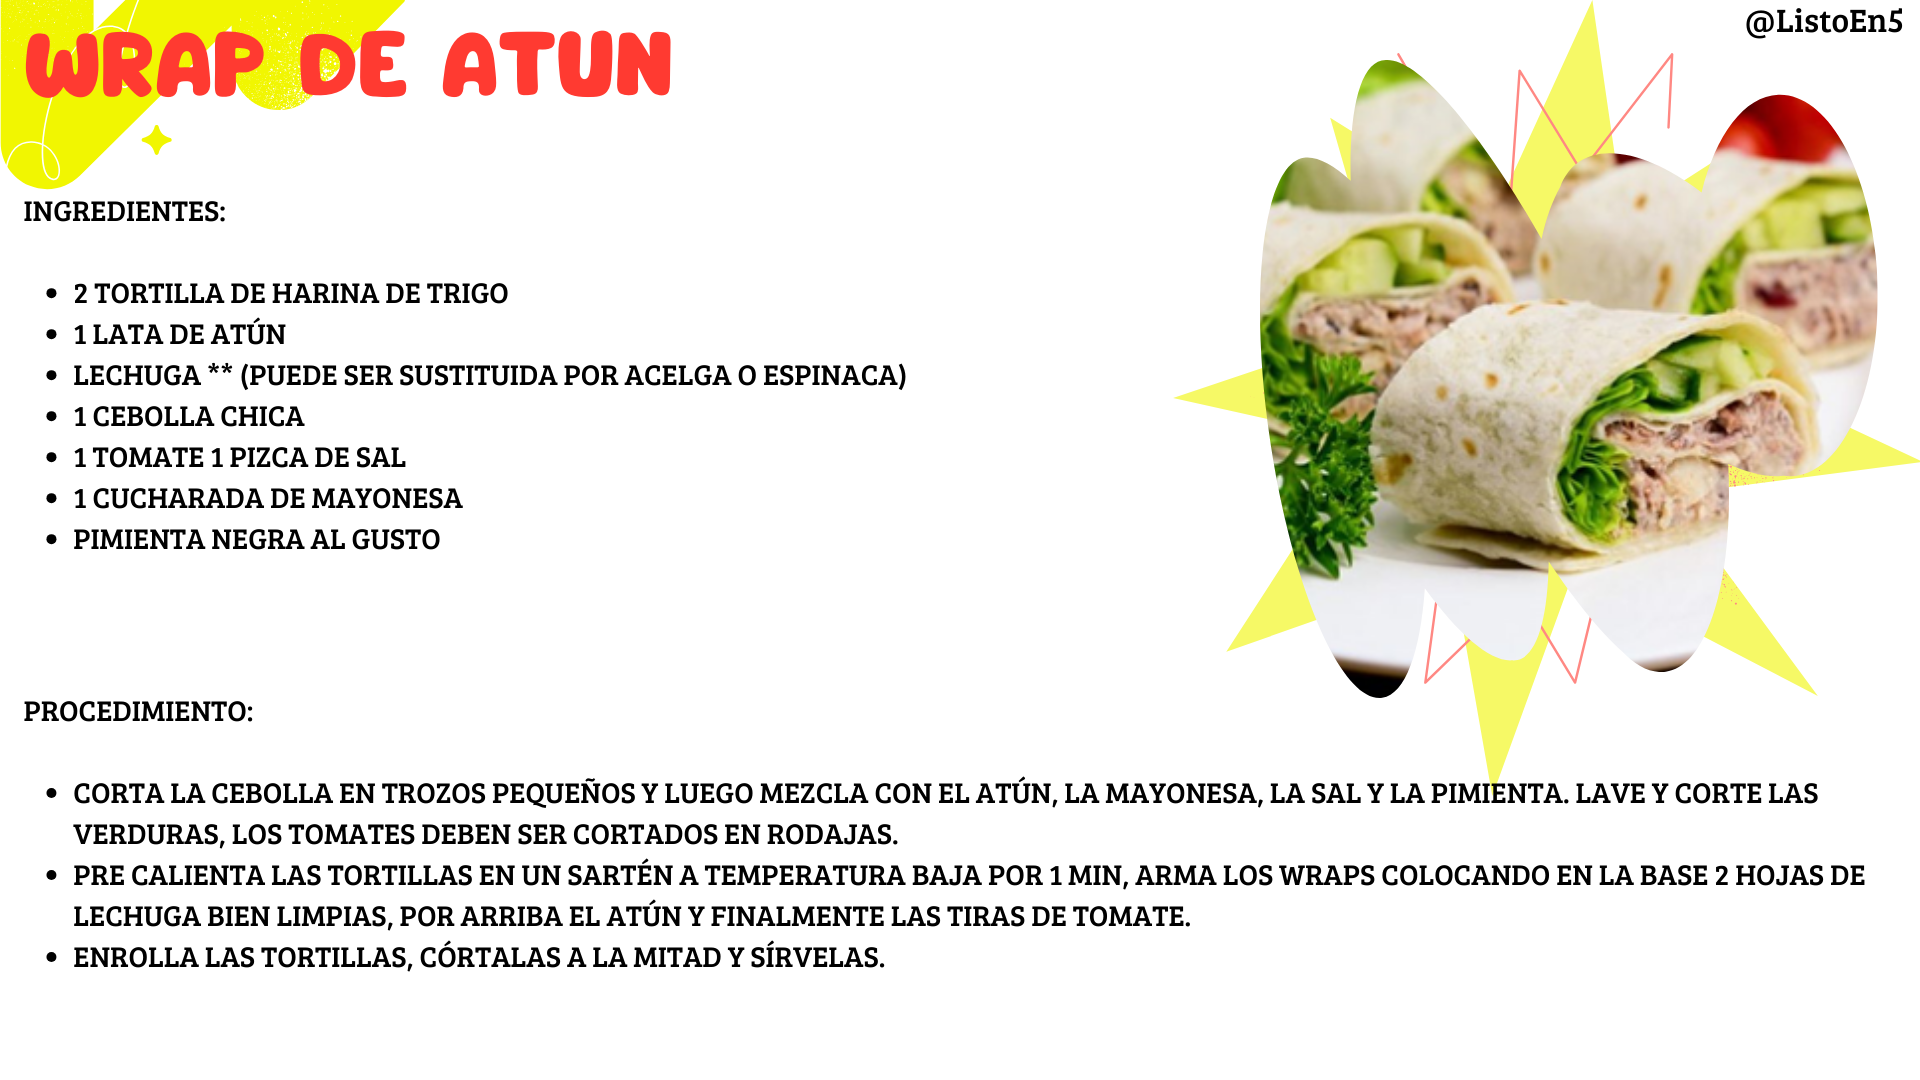 @ListoEn5
WRAP DE ATUN
INGREDIENTES:
• 2 TORTILLA DE HARINA DE TRIGO
• 1 LATA DE ATÚN
• LECHUGA ** (PUEDE SER SUSTITUIDA POR ACELGA O ESPINACA)
• 1 CEBOLLA CHICA
• 1 TOMATE 1 PIZCA DE SAL
• 1 CUCHARADA DE MAYONESA
• PIMIENTA NEGRA AL GUSTO
PROCEDIMIENTO:
• CORTA LA CEBOLLA EN TROZOS PEQUEÑOS Y LUEGO MEZCLA CON EL ATÚN, LA MAYONESA, LA SAL Y LA PIMIENTA. LAVE Y CORTE LAS
VERDURAS, LOS TOMATES DEBEN SER CORTADOS EN RODAJAS.
• PRE CALIENTA LAS TORTILLAS EN UN SARTÉN A TEMPERATURA BAJA POR 1 MIN, ARMA LOS WRAPS COLOCANDO EN LA BASE 2 HOJAS DE
LECHUGA BIEN LIMPIAS, POR ARRIBA EL ATÚN Y FINALMENTE LAS TIRAS DE TOMATE.
• ENROLLA LAS TORTILLAS, CÓRTALAS A LA MITAD Y SÍRVELAS.